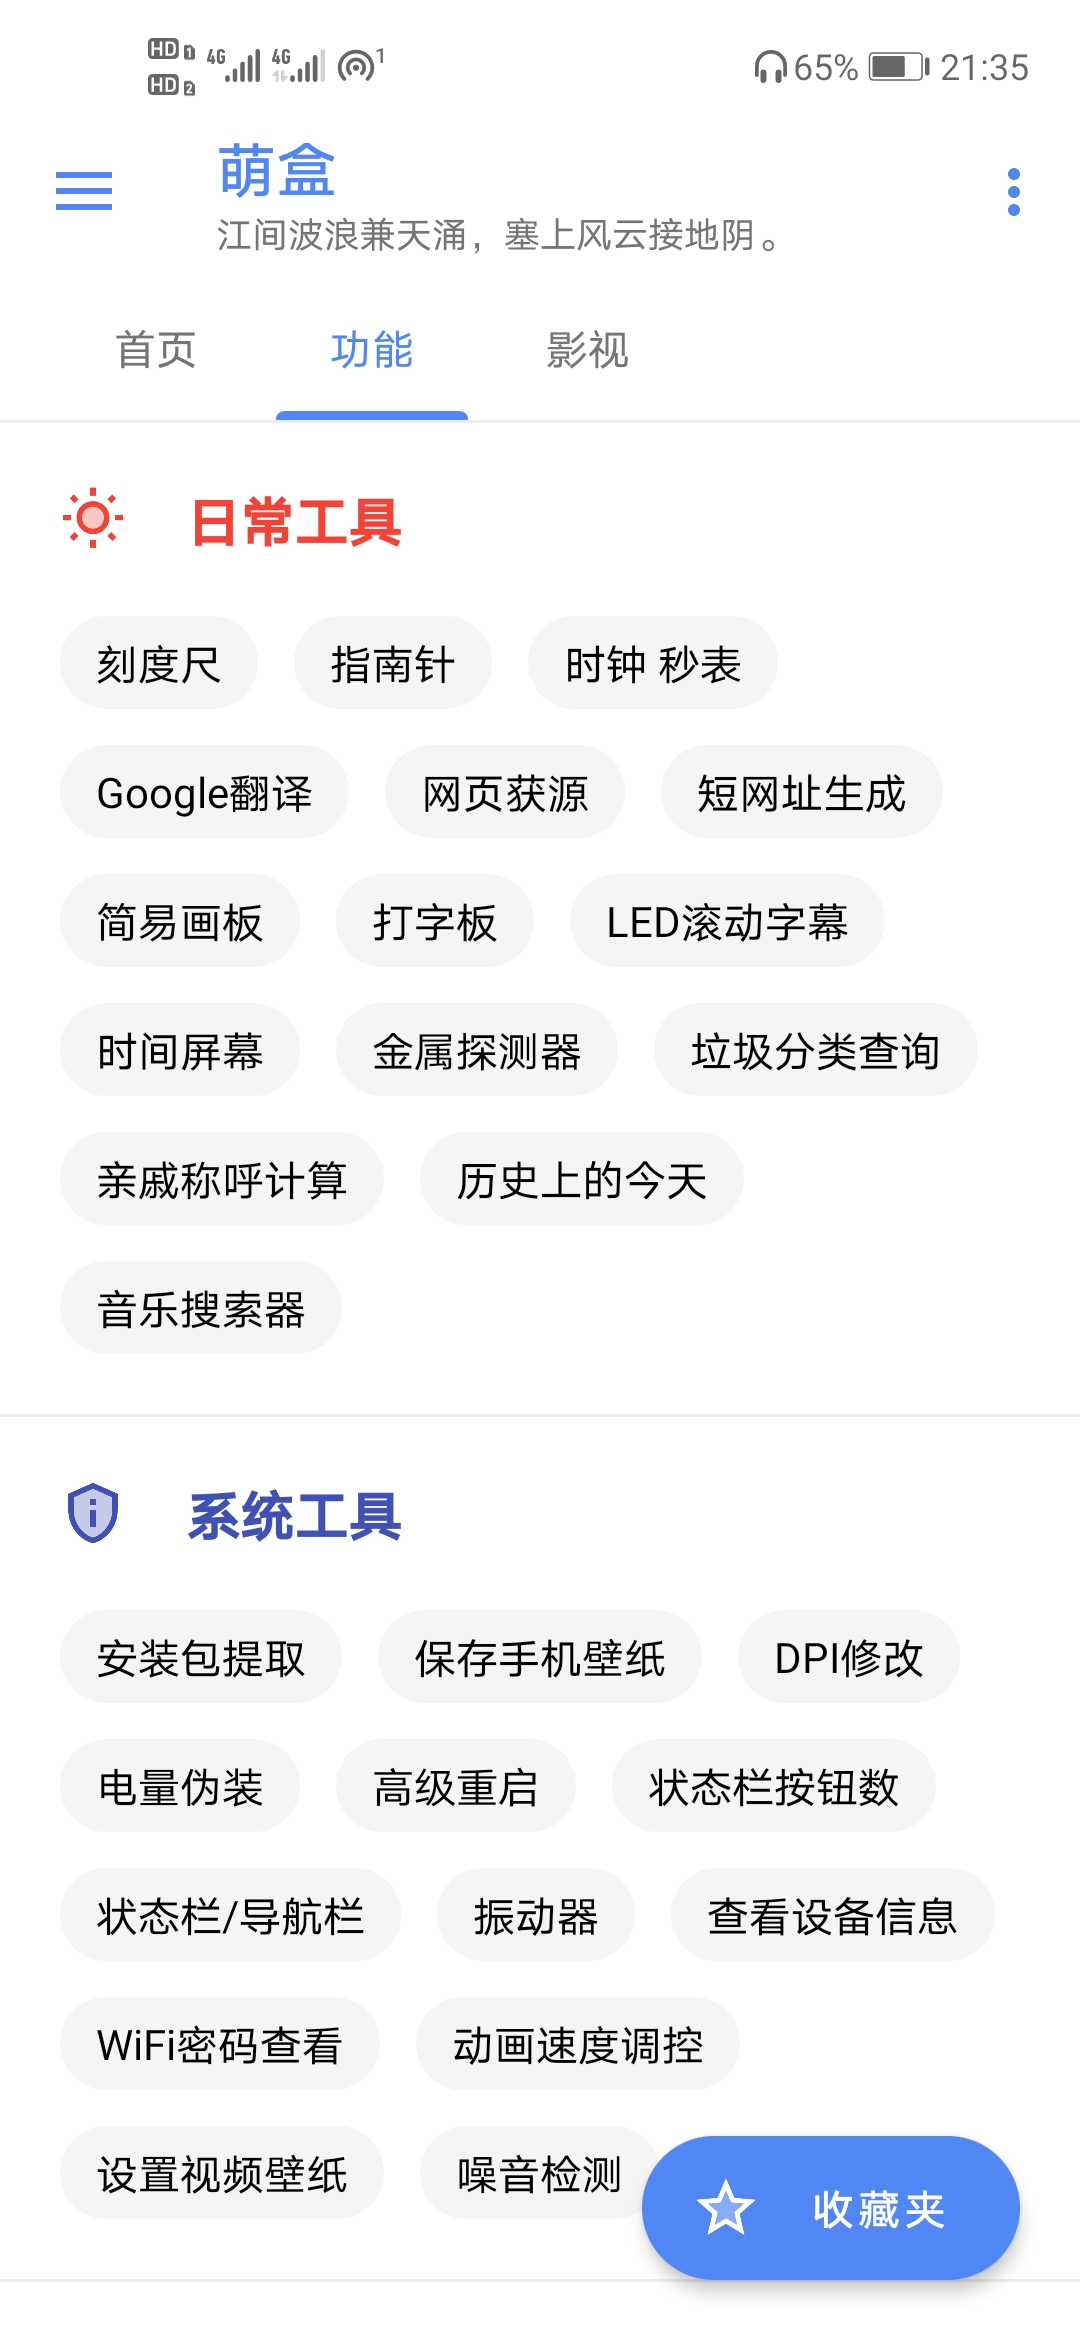 HD 1 4G 4G 1 65% 21:35
HD 2
萌盒
江间波浪兼天涌，塞上风云接地阴。
首页 功能 影视
日常工具
刻度尺 指南针 时钟 秒表
Google翻译 网页获源 短网址生成
简易画板 打字板 LED滚动字幕
时间屏幕 金属探测器 垃圾分类查询
亲戚称呼计算 历史上的今天
音乐搜索器
系统工具
安装包提取 保存手机壁纸 DPI修改
电量伪装 高级重启 状态栏按钮数
状态栏/导航栏 振动器 查看设备信息
WiFi密码查看 动画速度调控
设置视频壁纸 噪音检测
收藏夹